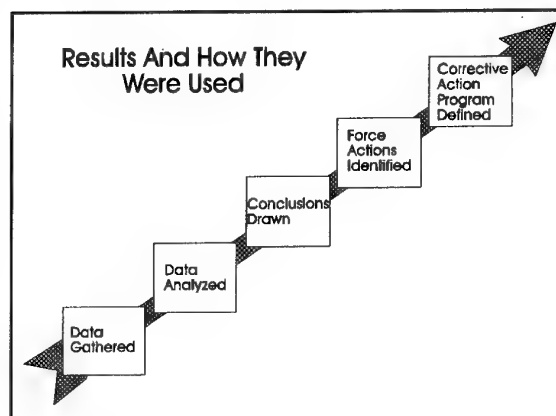 Results And How They
Were Used
Corrective
Action
Program
Defined
Force
Actions
Identified
Conclusions
Drawn
Data
Analyzed
Data
Gathered